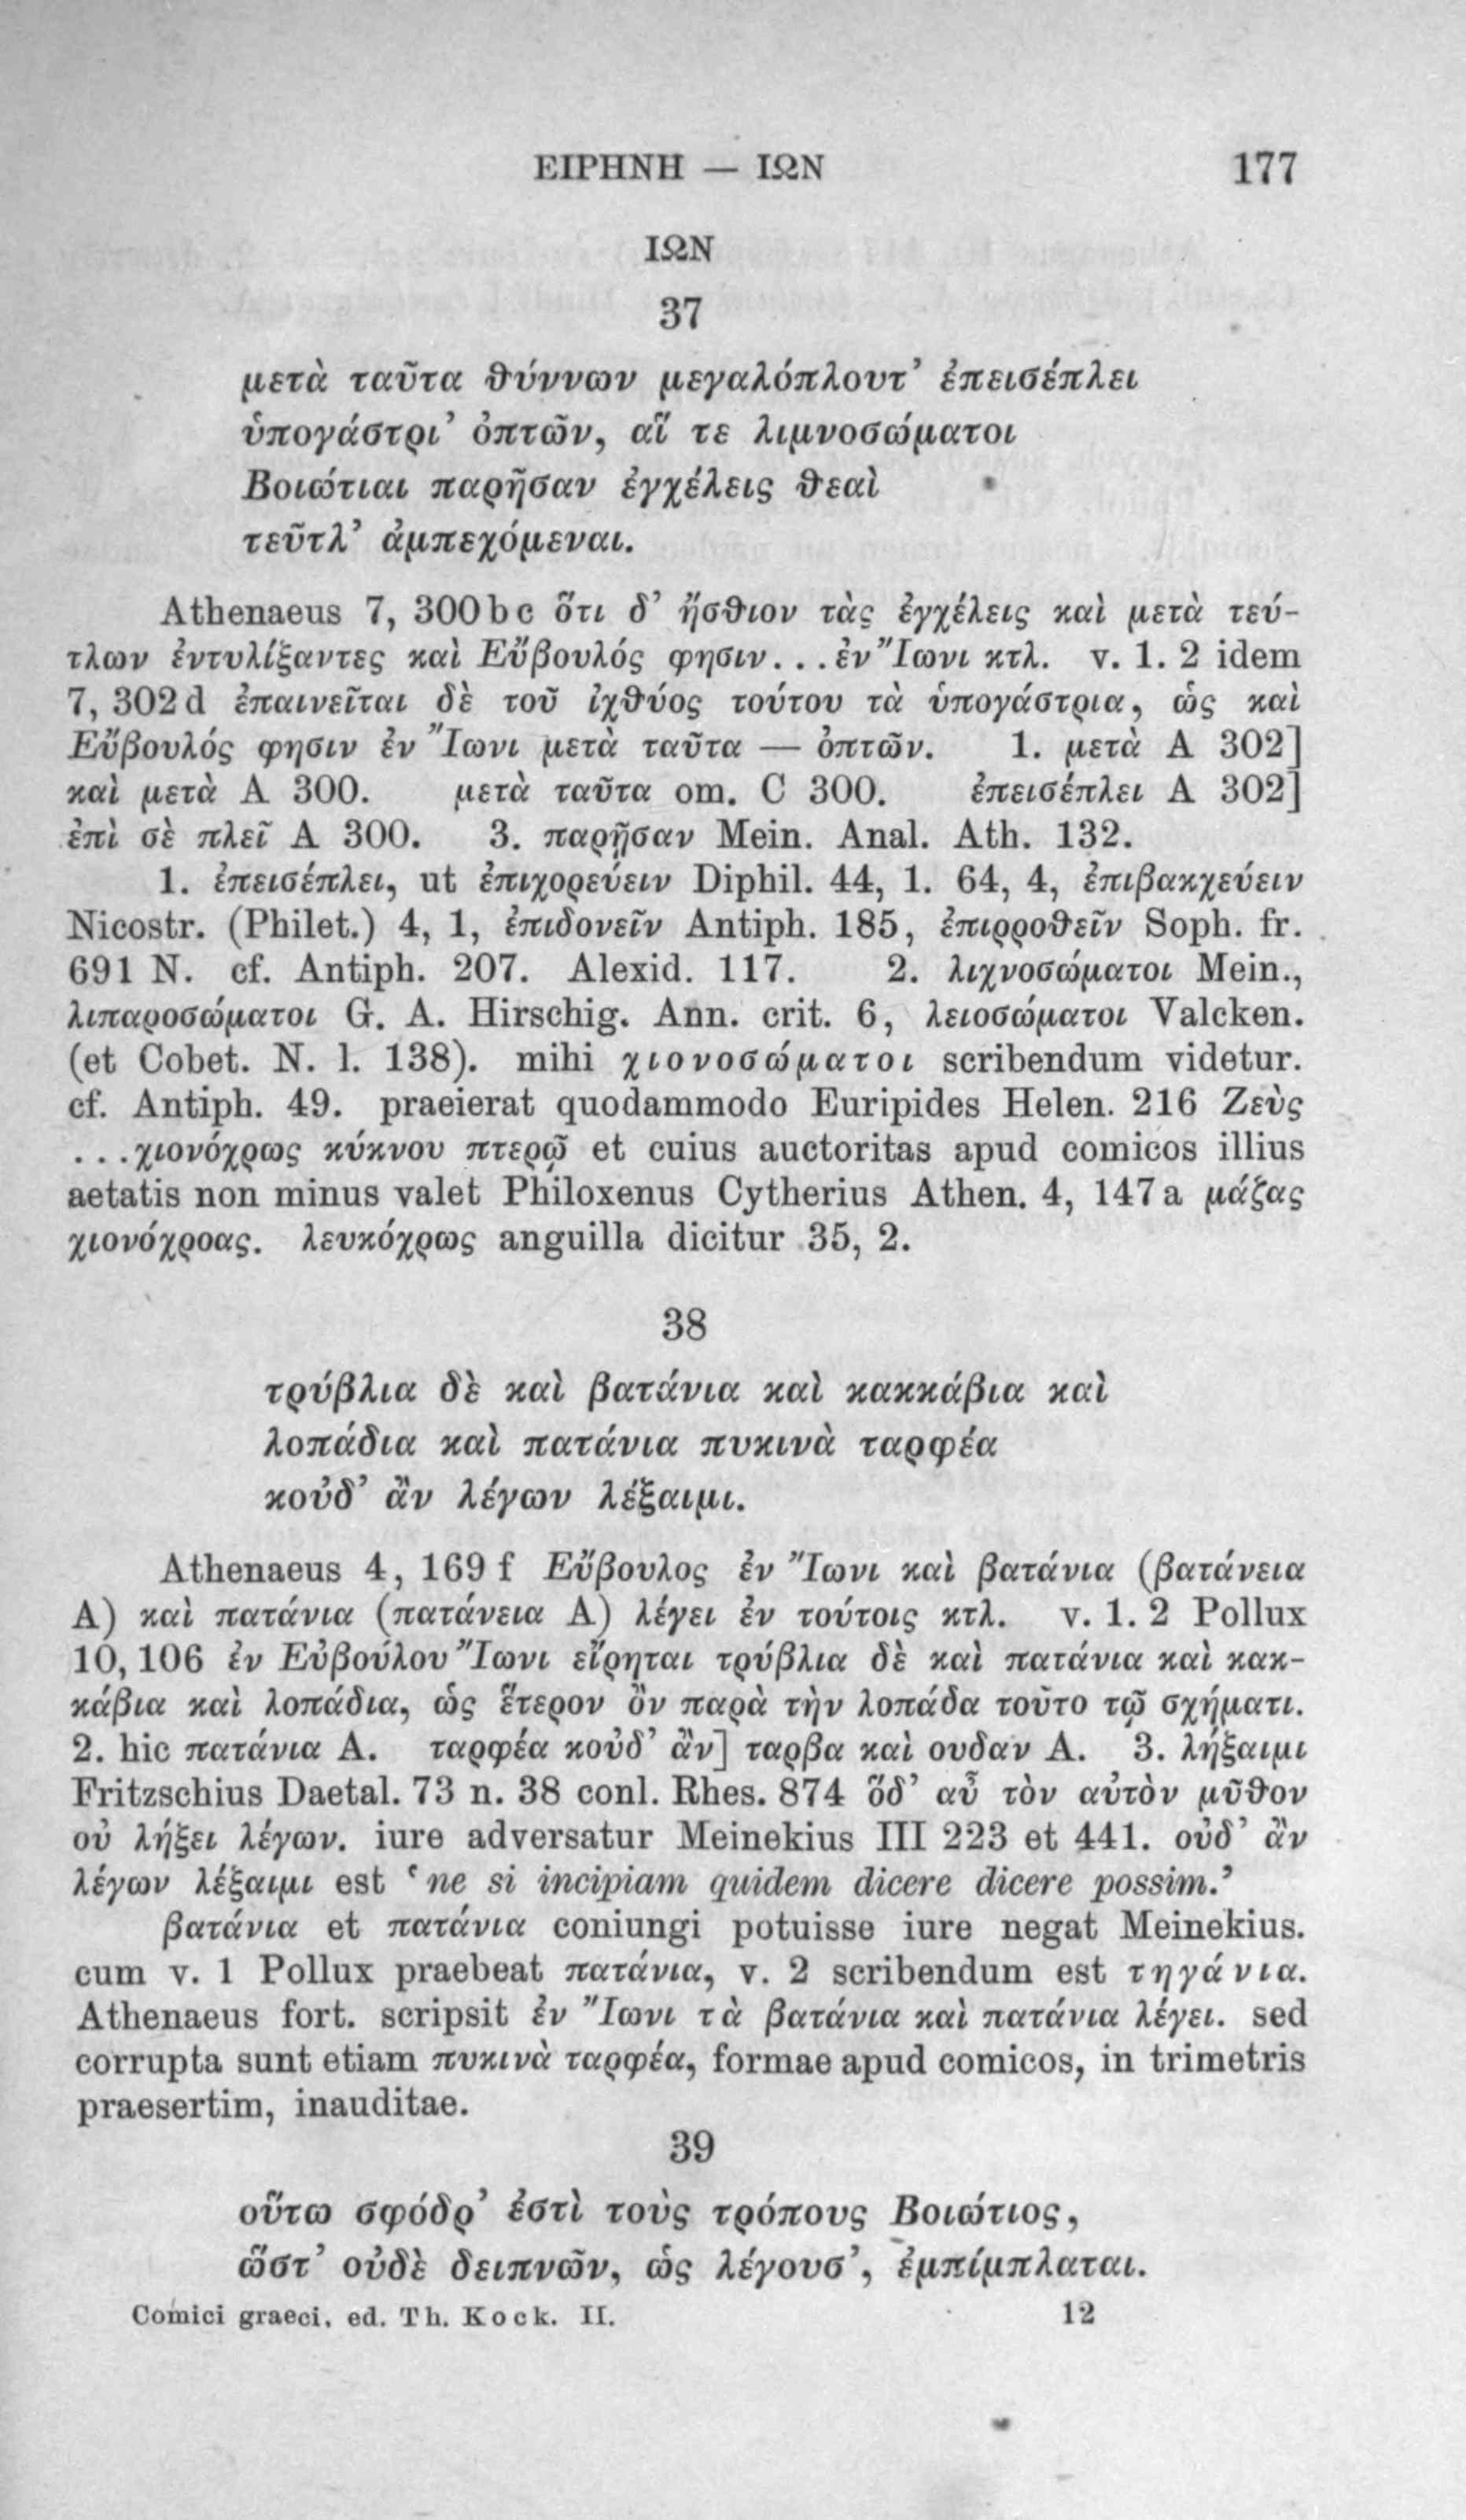 ΕΙΡΗΝΗ — ΙΩΝ 177
ΙΩΝ
37
μετὰ ταῦτα θύννων μεγαλόπλουτ’ ἐπεισέπλει
ὑπογάστρι’ ὀπτῶν, αἵ τε λιμνοσώματοι
Βοιώτιαι παρῆσαν ἐγχέλεις θεαὶ
τεῦτλ’ ἀμπεχόμεναι.
Athenaeus 7, 300 b c ὅτι δ’ ἤσθιον τὰς ἐγχέλεις καὶ μετὰ τεύ-
τλων ἐντυλίξαντες καὶ Εὔβουλός φησιν... ἐν Ἴωνι κτλ. v. 1. 2 idem
7, 302 d ἐπαινεῖται δὲ τοῦ ἰχθύος τούτου τὰ ὑπογάστρια, ὡς καὶ
Εὔβουλός φησιν ἐν Ἴωνι μετὰ ταῦτα — ὀπτῶν. 1. μετὰ A 302]
καὶ μετὰ A 300. μετὰ ταῦτα om. C 300. ἐπεισέπλει A 302]
ἐπὶ σὲ πλεῖ A 300. 3. παρῇσαν Mein. Anal. Ath. 132.
1. ἐπεισέπλει, ut ἐπιχορεύειν Diphil. 44, 1. 64, 4, ἐπιβακχεύειν
Nicostr. (Philet.) 4, 1, ἐπιδονεῖν Antiph. 185, ἐπιρροθεῖν Soph. fr.
691 N. cf. Antiph. 207. Alexid. 117. 2. λιχνοσώματοι Mein.,
λιπαροσώματοι G. A. Hirschig. Ann. crit. 6, λειοσώματοι Valcken.
(et Cobet. N. l. 138). mihi χιονοσώματοι scribendum videtur.
cf. Antiph. 49. praeierat quodammodo Euripides Helen. 216 Ζεὺς
...χιονόχρως κύκνου πτερῷ et cuius auctoritas apud comicos illius
aetatis non minus valet Philoxenus Cytherius Athen. 4, 147 a μάζας
χιονόχροας. λευκόχρως anguilla dicitur 35, 2.
38
τρύβλια δὲ καὶ βατάνια καὶ κακκάβια καὶ
λοπάδια καὶ πατάνια πυκινὰ ταρφέα
κοὐδ’ ἂν λέγων λέξαιμι.
Athenaeus 4, 169 f Εὔβουλος ἐν Ἴωνι καὶ βατάνια (βατάνεια
A) καὶ πατάνια (πατάνεια A) λέγει ἐν τούτοις κτλ. v. 1. 2 Pollux
10, 106 ἐν Εὐβούλου Ἴωνι εἴρηται τρύβλια δὲ καὶ πατάνια καὶ κακ-
κάβια καὶ λοπάδια, ὡς ἕτερον ὂν παρὰ τὴν λοπάδα τοῦτο τῷ σχήματι.
2. hic πατάνια A. ταρφέα κοὐδ’ ἂν] ταρβα καὶ ουδαν A. 3. λήξαιμι
Fritzschius Daetal. 73 n. 38 conl. Rhes. 874 ὅδ’ αὖ τὸν αὐτὸν μῦθον
οὐ λήξει λέγων. iure adversatur Meinekius III 223 et 441. οὐδ’ ἂν
λέγων λέξαιμι est ‘ne si incipiam quidem dicere dicere possim.’
βατάνια et πατάνια coniungi potuisse iure negat Meinekius.
cum v. 1 Pollux praebeat πατάνια, v. 2 scribendum est τηγάνια.
Athenaeus fort. scripsit ἐν Ἴωνι τὰ βατάνια καὶ πατάνια λέγει. sed
corrupta sunt etiam πυκινὰ ταρφέα, formae apud comicos, in trimetris
praesertim, inauditae.
39
οὕτω σφόδρ’ ἐστὶ τοὺς τρόπους Βοιώτιος,
ὥστ’ οὐδὲ δειπνῶν, ὡς λέγουσ’, ἐμπίμπλαται.
Comici graeci, ed. Th. Kock. II. 12